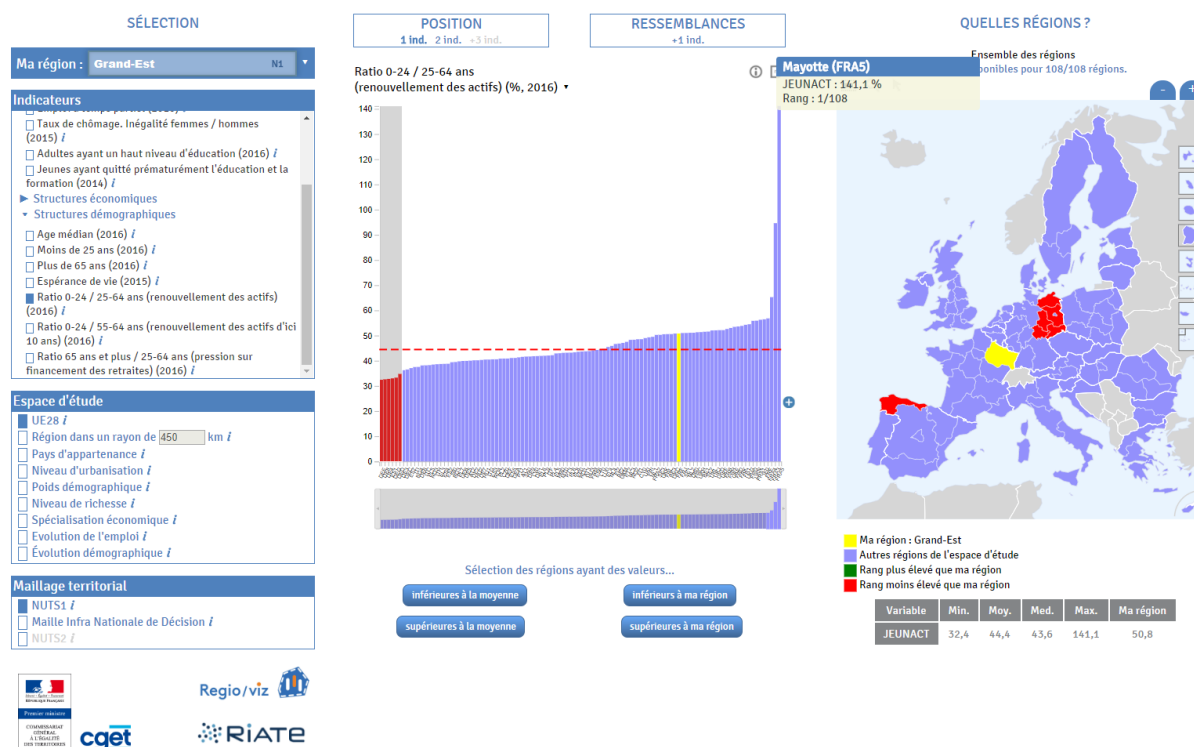 SÉLECTION
Ma région : Grand-Est N1
Indicateurs
Taux de chômage. Inégalité femmes / hommes
(2015) i
Adultes ayant un haut niveau d'éducation (2016) i
Jeunes ayant quitté prématurément l'éducation et la
formation (2014) i
Structures économiques
Structures démographiques
Age médian (2016) i
Moins de 25 ans (2016) i
Plus de 65 ans (2016) i
Espérance de vie (2015) i
Ratio 0-24 / 25-64 ans (renouvellement des actifs)
(2016) i
Ratio 0-24 / 55-64 ans (renouvellement des actifs d'ici
10 ans) (2016) i
Ratio 65 ans et plus / 25-64 ans (pression sur
financement des retraites) (2016) i
Espace d'étude
UE28 i
Région dans un rayon de 450 km i
Pays d'appartenance i
Niveau d'urbanisation i
Poids démographique i
Niveau de richesse i
Spécialisation économique i
Evolution de l'emploi i
Évolution démographique i
Maillage territorial
NUTS1 i
Maille Infra Nationale de Décision i
NUTS2 i
Premier ministre
COMMISSARIAT
GÉNÉRAL
À L'ÉGALITÉ
DES TERRITOIRES
cget
Regio/viz
RIATE
POSITION
1 ind. 2 ind. +3 ind.
RESSEMBLANCES
+1 ind.
Ratio 0-24 / 25-64 ans
(renouvellement des actifs) (%, 2016)
140
130
120
110
100
90
80
70
60
50
40
30
20
10
0
Sélection des régions ayant des valeurs...
inférieures à la moyenne
inférieurs à ma région
supérieures à la moyenne
supérieures à ma région
QUELLES RÉGIONS ?
Ensemble des régions
ponibles pour 108/108 régions.
Mayotte (FRA5)
JEUNACT : 141,1 %
Rang : 1/108
- +
Ma région : Grand-Est
Autres régions de l'espace d'étude
Rang plus élevé que ma région
Rang moins élevé que ma région
Variable Min. Moy. Med. Max. Ma région
JEUNACT 32,4 44,4 43,6 141,1 50,8